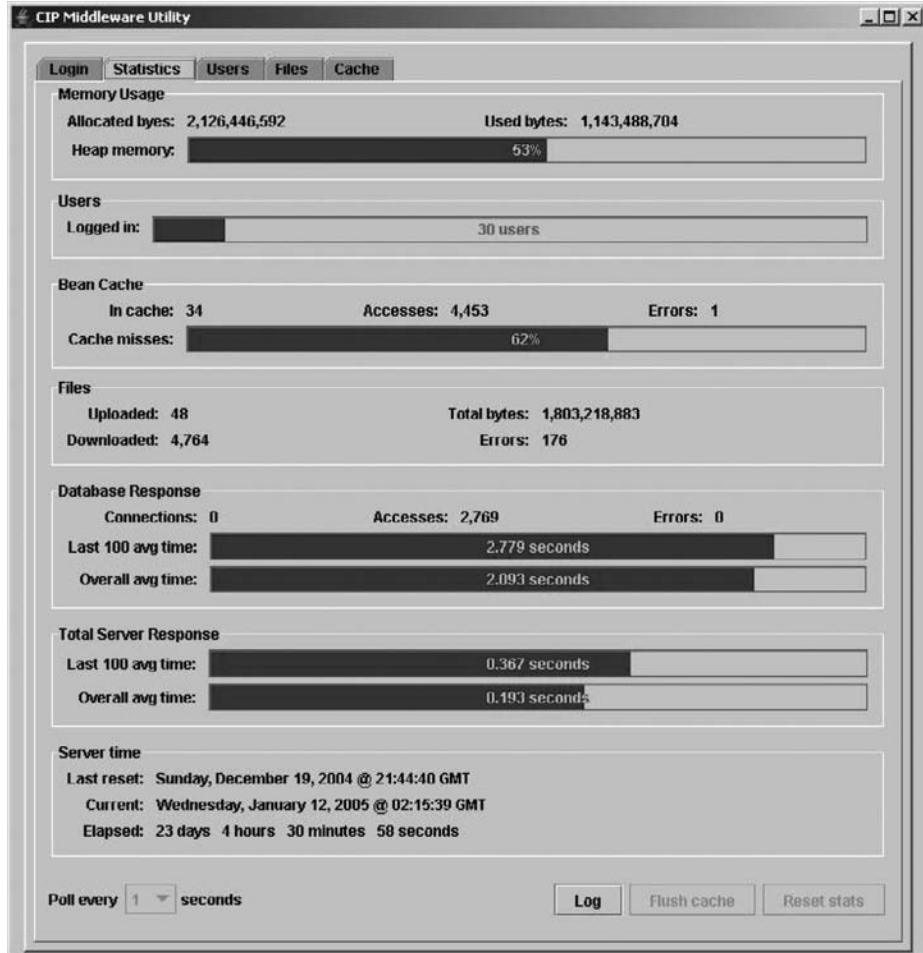 CIP Middleware Utility
Login Statistics Users Files Cache
Memory Usage
Allocated byes: 2,126,446,592 Used bytes: 1,143,488,704
Heap memory: 53%
Users
Logged in: 30 users
Bean Cache
In cache: 34 Accesses: 4,453 Errors: 1
Cache misses: 62%
Files
Uploaded: 48 Total bytes: 1,803,218,883
Downloaded: 4,764 Errors: 176
Database Response
Connections: 0 Accesses: 2,769 Errors: 0
Last 100 avg time: 2.779 seconds
Overall avg time: 2.093 seconds
Total Server Response
Last 100 avg time: 0.367 seconds
Overall avg time: 0.193 seconds
Server time
Last reset: Sunday, December 19, 2004 @ 21:44:40 GMT
Current: Wednesday, January 12, 2005 @ 02:15:39 GMT
Elapsed: 23 days 4 hours 30 minutes 58 seconds
Poll every 1 seconds Log Flush cache Reset stats